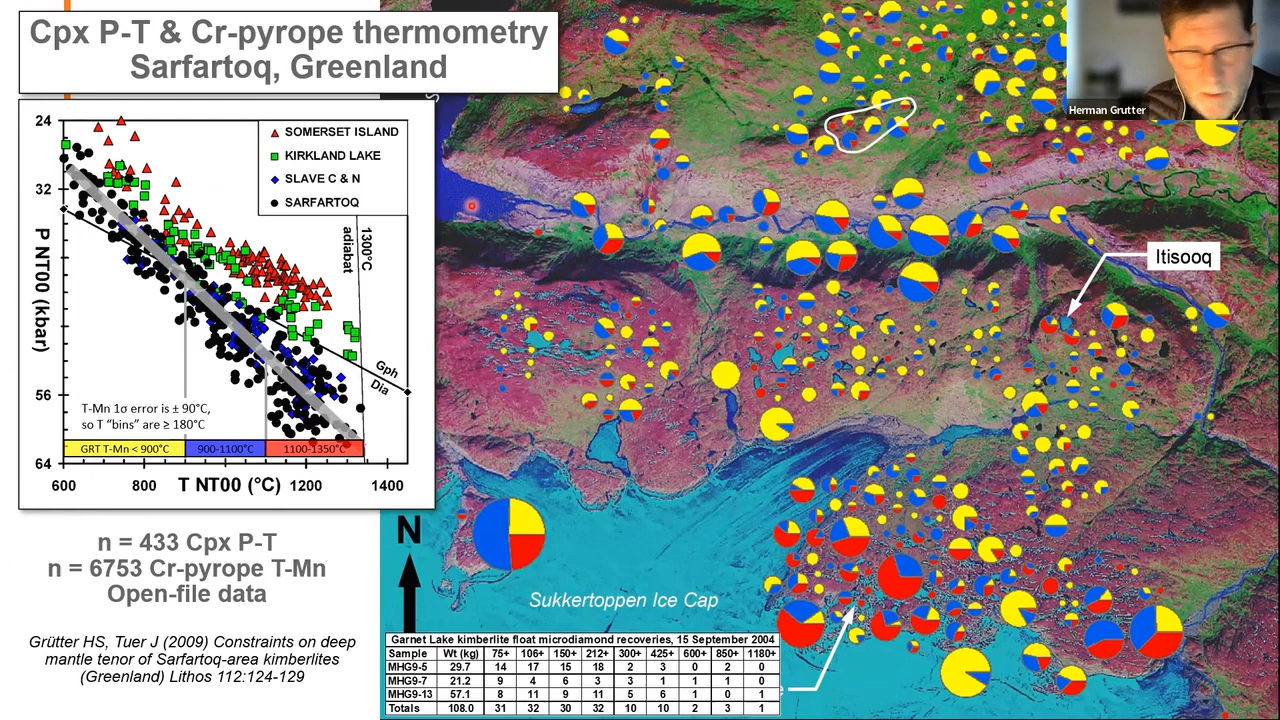 Cpx P-T & Cr-pyrope thermometry
Sarfartoq, Greenland
Herman Grutter
24
32
56
64
P NT00 (kbar)
SOMERSET ISLAND
KIRKLAND LAKE
SLAVE C & N
SARFARTOQ
1300°C
adiabat
Gph
Dia
T-Mn 1σ error is ± 90°C,
so T “bins” are ≥ 180°C
GRT T-Mn < 900°C
900-1100°C
1100-1350°C
600
800
T NT00 (°C)
1200
1400
n = 433 Cpx P-T
n = 6753 Cr-pyrope T-Mn
Open-file data
Grütter HS, Tuer J (2009) Constraints on deep
mantle tenor of Sarfartoq-area kimberlites
(Greenland) Lithos 112:124-129
Itisooq
N
Sukkertoppen Ice Cap
Garnet Lake kimberlite float microdiamond recoveries, 15 September 2004
Sample Wt (kg) 75+ 106+ 150+ 212+ 300+ 425+ 600+ 850+ 1180+
MHG9-5 29.7 14 17 15 18 2 3 0 2 0
MHG9-7 21.2 9 4 6 3 3 1 1 1 0
MHG9-13 57.1 8 11 9 11 5 6 1 0 1
Totals 108.0 31 32 30 32 10 10 2 3 1